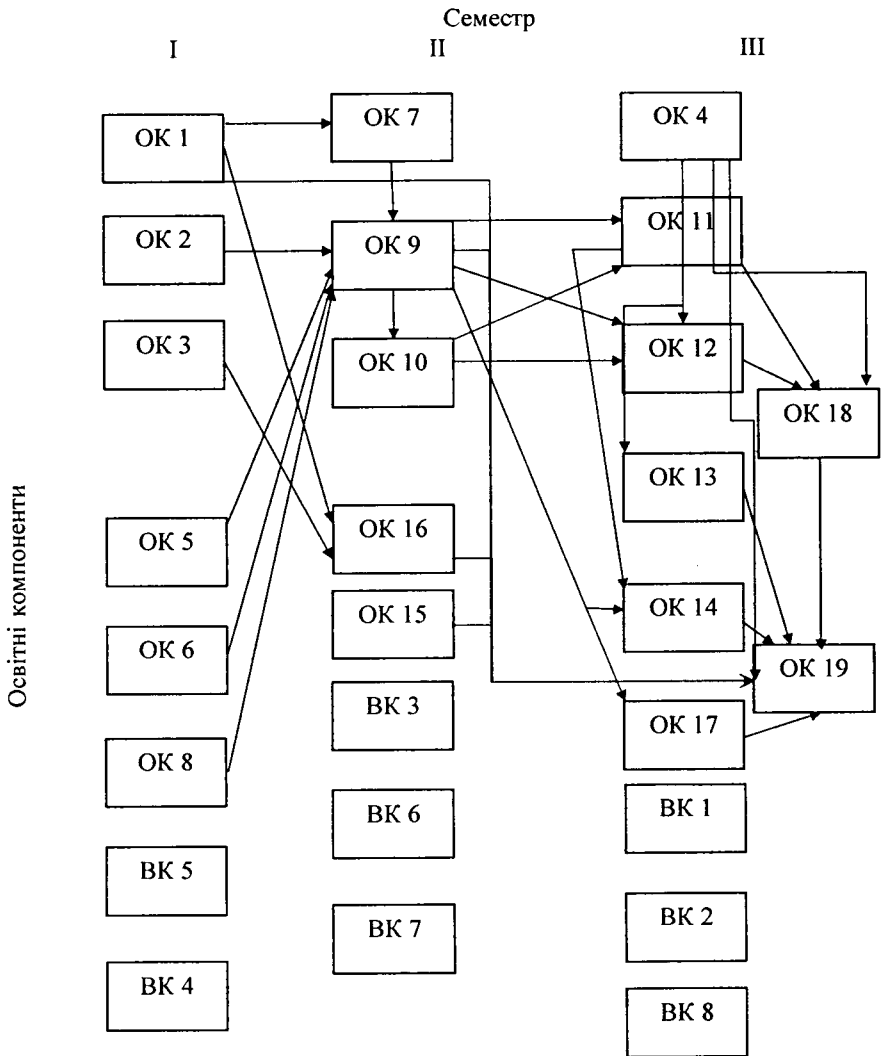 Семестр
I
II
III
ОК 1
ОК 2
ОК 3
ОК 5
ОК 6
ОК 8
ВК 5
ВК 4
ОК 7
ОК 9
ОК 10
ОК 16
ОК 15
ВК 3
ВК 6
ВК 7
ОК 4
ОК 11
ОК 12
ОК 18
ОК 13
ОК 14
ОК 19
ОК 17
ВК 1
ВК 2
ВК 8
Освітні компоненти